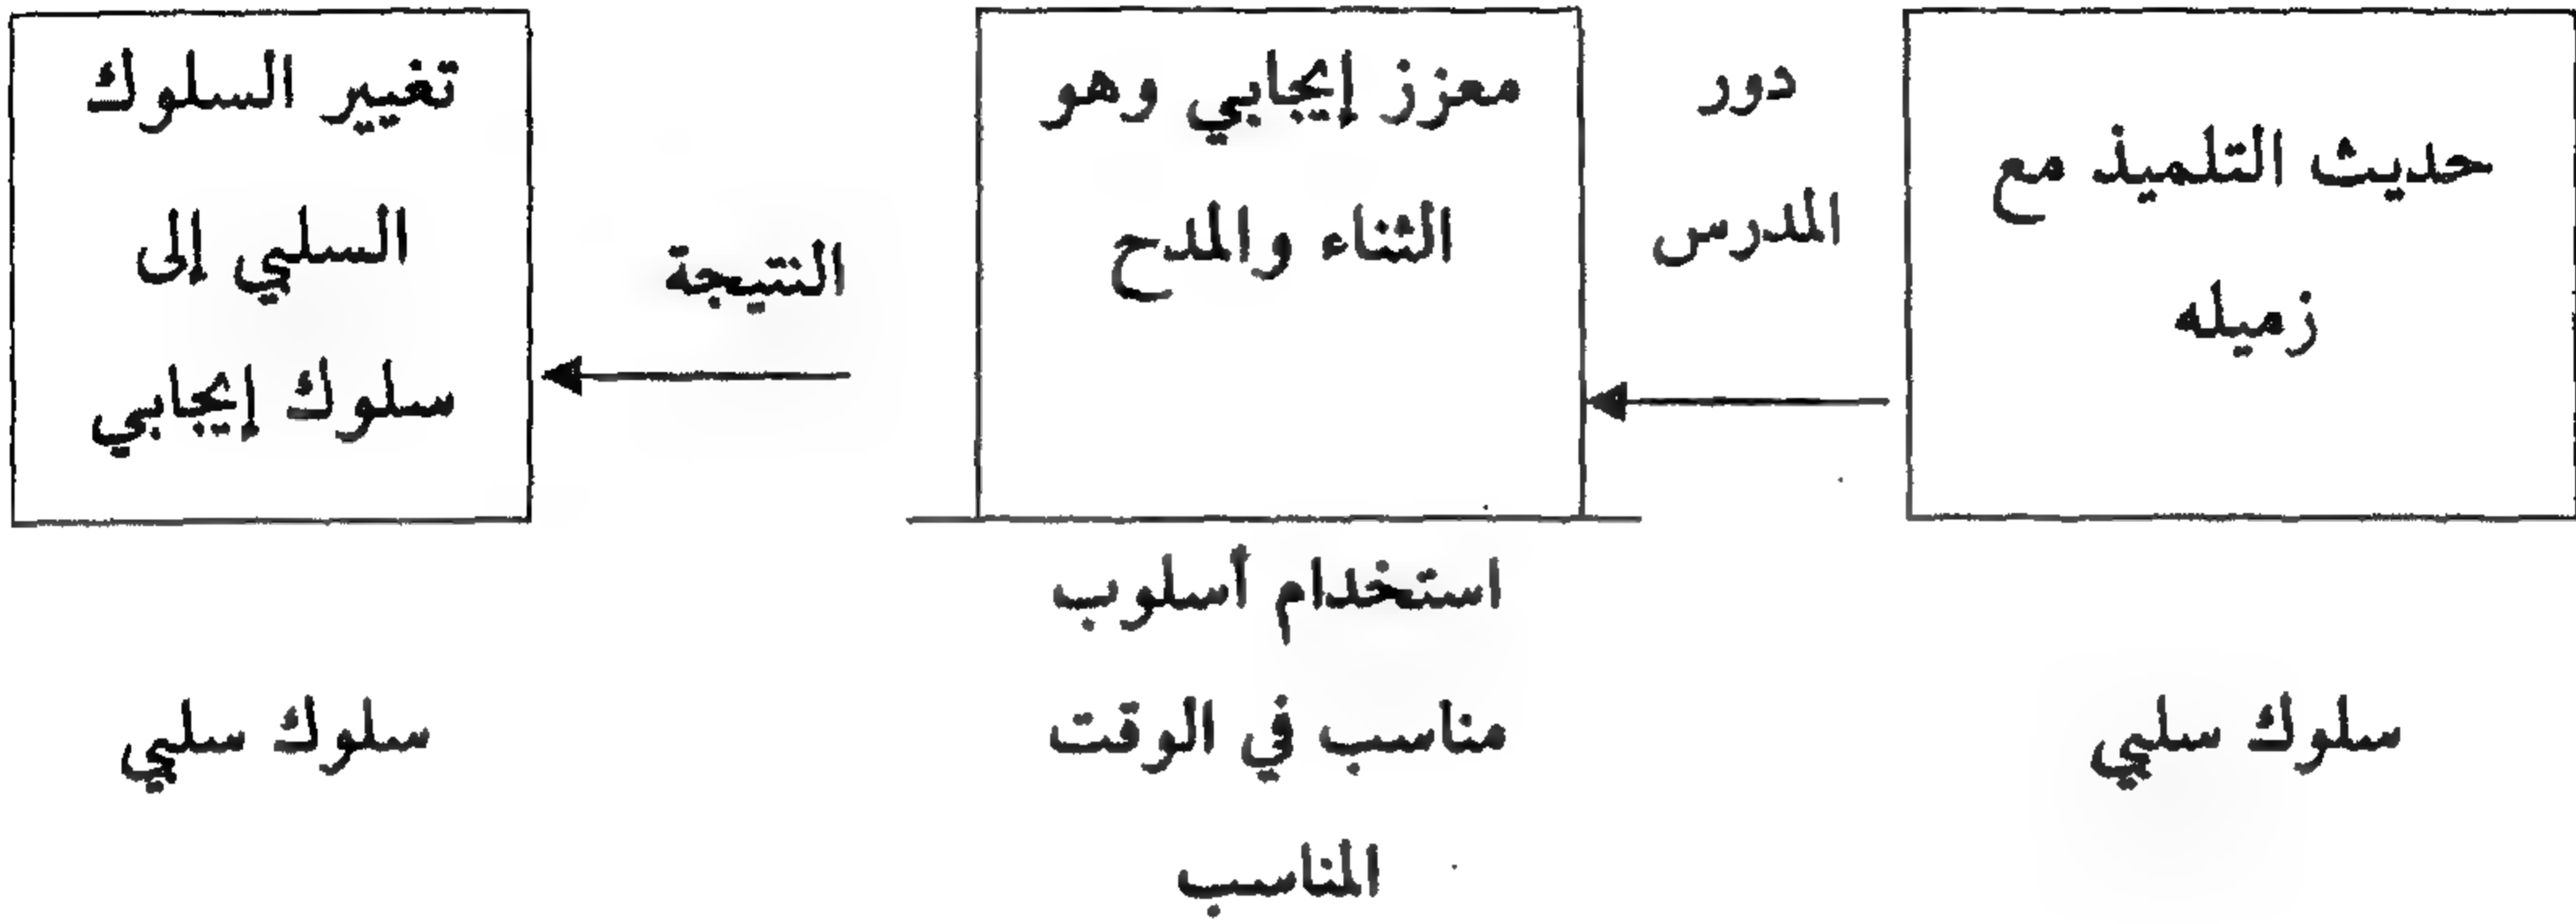 حديث التلميذ مع
زميله
دور
المدرس
معزز إيجابي وهو
الثناء والمدح
النتيجة
تغيير السلوك
السلبي إلى
سلوك إيجابي
سلوك سلبي
استخدام أسلوب
مناسب في الوقت
المناسب
سلوك سلبي